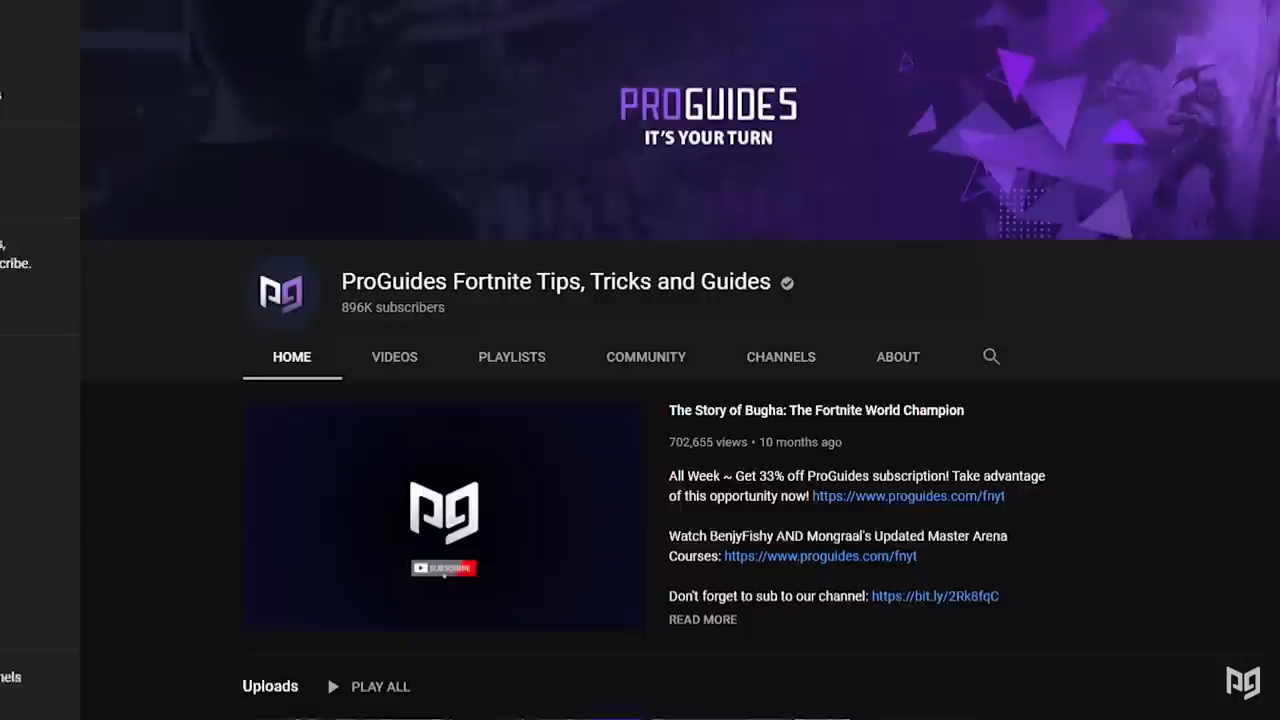 PROGUIDES
IT'S YOUR TURN
cribe.
ProGuides Fortnite Tips, Tricks and Guides
896K subscribers
HOME VIDEOS PLAYLISTS COMMUNITY CHANNELS ABOUT
The Story of Bugha: The Fortnite World Champion
702,655 views • 10 months ago
All Week ~ Get 33% off ProGuides subscription! Take advantage
of this opportunity now! https://www.proguides.com/fnyt
Watch BenjyFishy AND Mongraal's Updated Master Arena
Courses: https://www.proguides.com/fnyt
Don't forget to sub to our channel: https://bit.ly/2Rk8fqC
READ MORE
pg
SUBSCRIBE
nels
Uploads PLAY ALL